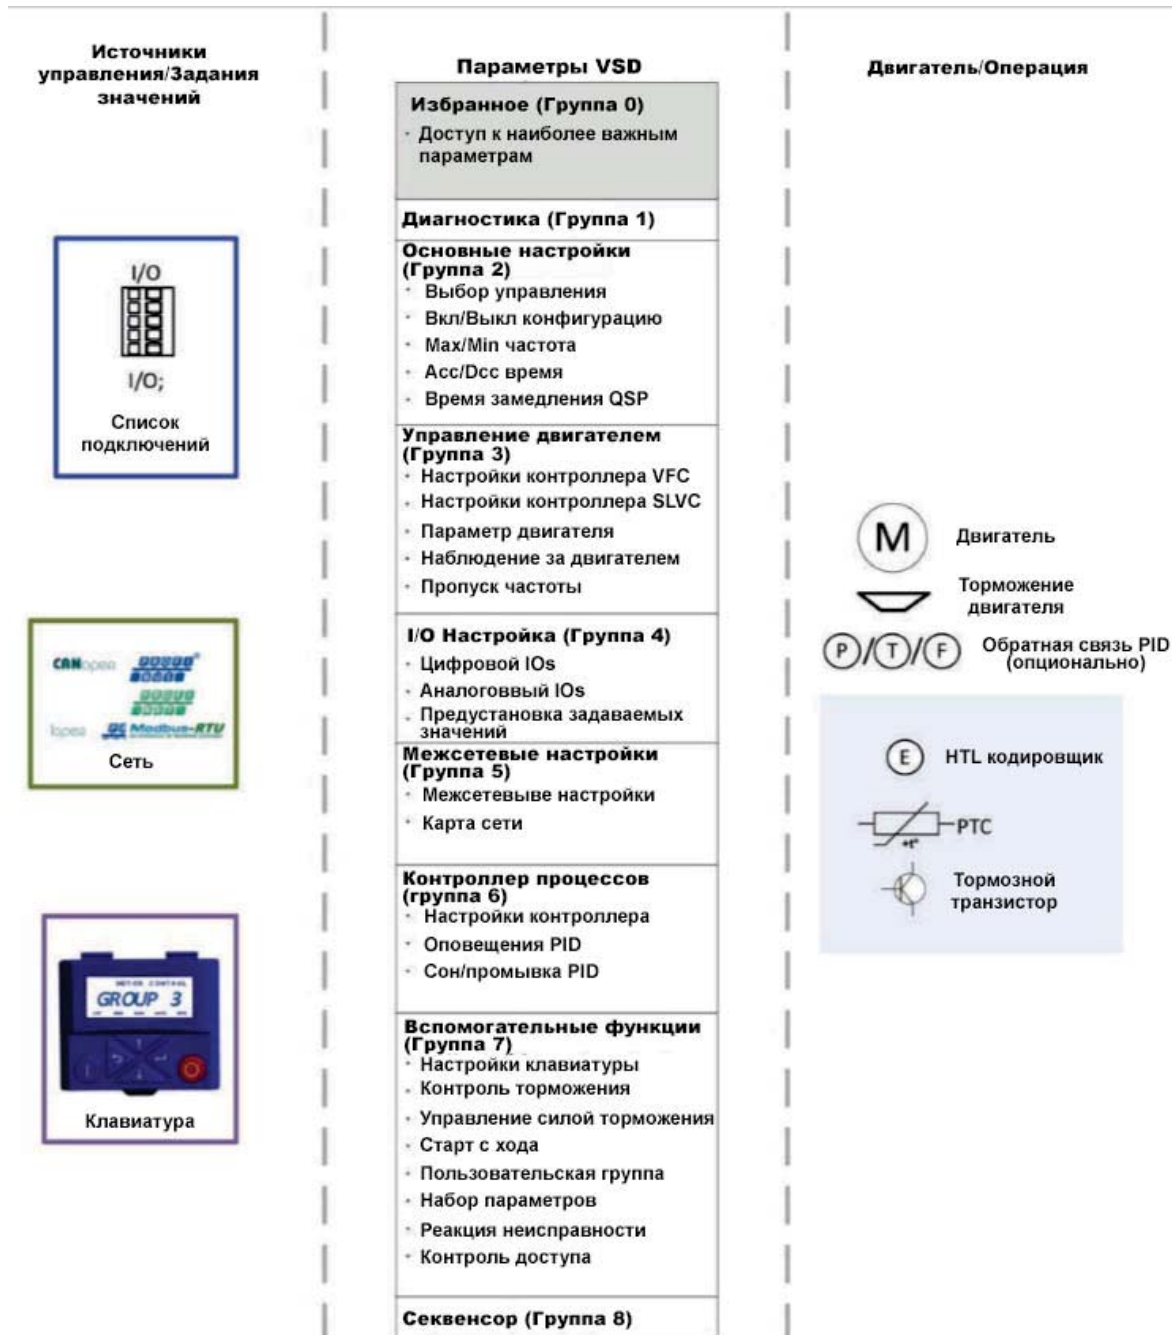 Источники
управления/Задания
значений
I/O
I/O;
Список
подключений
CANopen
Modbus-RTU
Сеть
MOTOR CONTROL
GROUP 3
Клавиатура
Параметры VSD
Избранное (Группа 0)
· Доступ к наиболее важным
параметрам
Диагностика (Группа 1)
Основные настройки
(Группа 2)
· Выбор управления
· Вкл/Выкл конфигурацию
· Max/Min частота
· Acc/Dcc время
· Время замедления QSP
Управление двигателем
(Группа 3)
· Настройки контроллера VFC
· Настройки контроллера SLVC
· Параметр двигателя
· Наблюдение за двигателем
· Пропуск частоты
I/O Настройка (Группа 4)
· Цифровой IOs
· Аналоговвый IOs
· Предустановка задаваемых
значений
Межсетевые настройки
(Группа 5)
· Межсетевыве настройки
· Карта сети
Контроллер процессов
(группа 6)
· Настройки контроллера
· Оповещения PID
· Сон/промывка PID
Вспомогательные функции
(Группа 7)
· Настройки клавиатуры
· Контроль торможения
· Управление силой торможения
· Старт с хода
· Пользовательская группа
· Набор параметров
· Реакция неисправности
· Контроль доступа
Секвенсор (Группа 8)
Двигатель/Операция
M Двигатель
Торможение
двигателя
P/T/F Обратная связь PID
(опционально)
E HTL кодировщик
PTC
+t°
Тормозной
транзистор